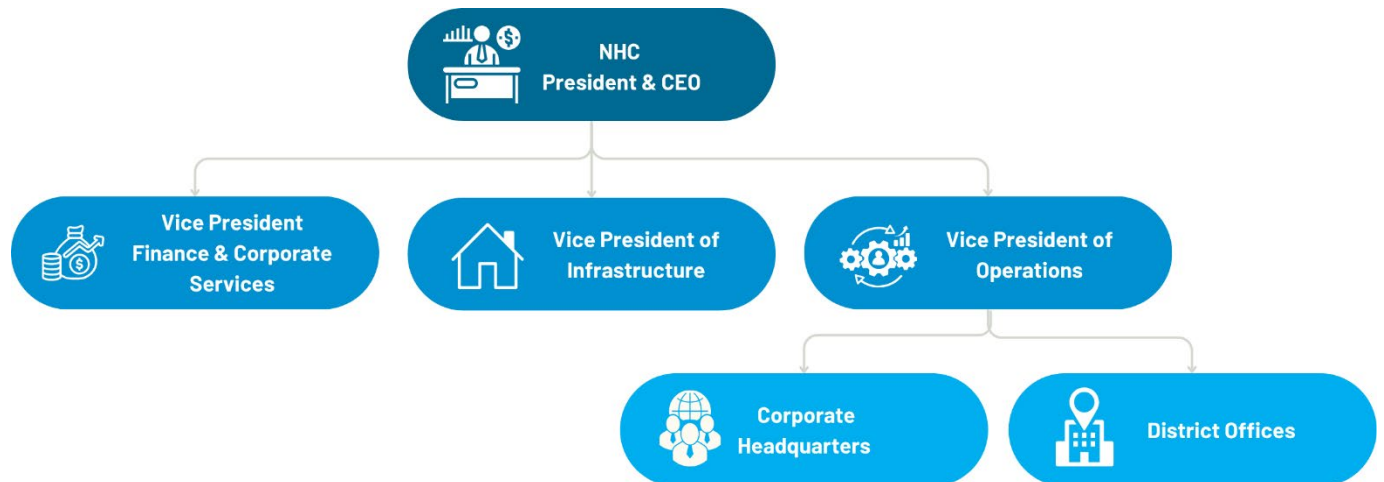 NHC
President & CEO
Vice President
Finance & Corporate
Services
Vice President of
Infrastructure
Vice President of
Operations
Corporate
Headquarters
District Offices